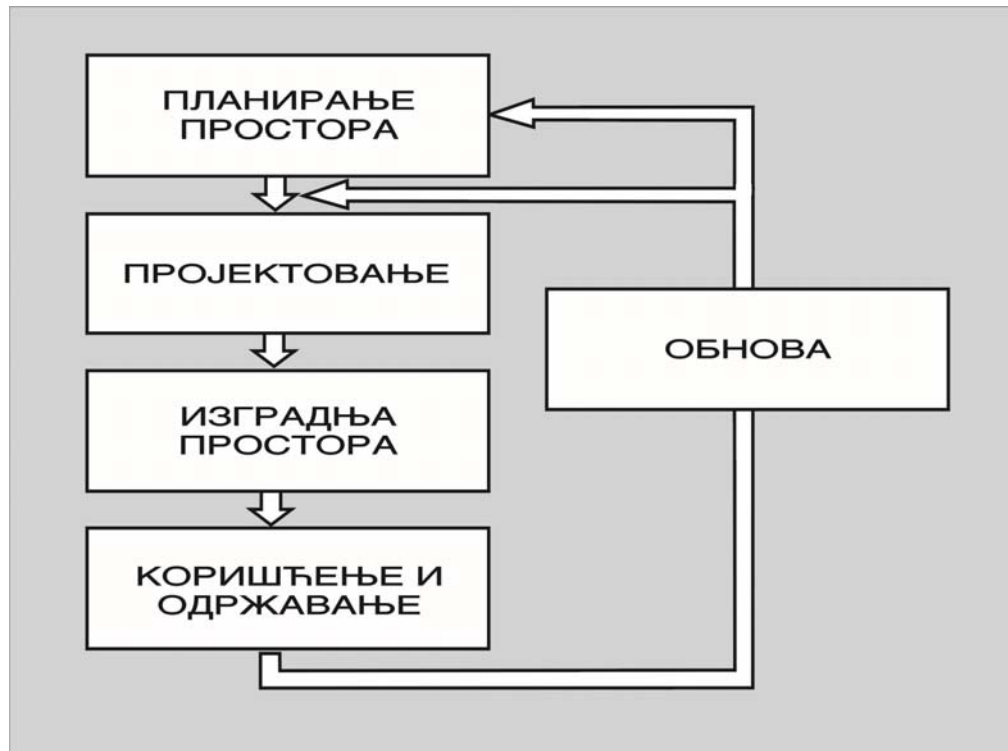 ПЛАНИРАЊЕ
ПРОСТОРА
ПРОЈЕКТОВАЊЕ
ИЗГРАДЊА
ПРОСТОРА
КОРИШЋЕЊЕ И
ОДРЖАВАЊЕ
ОБНОВА